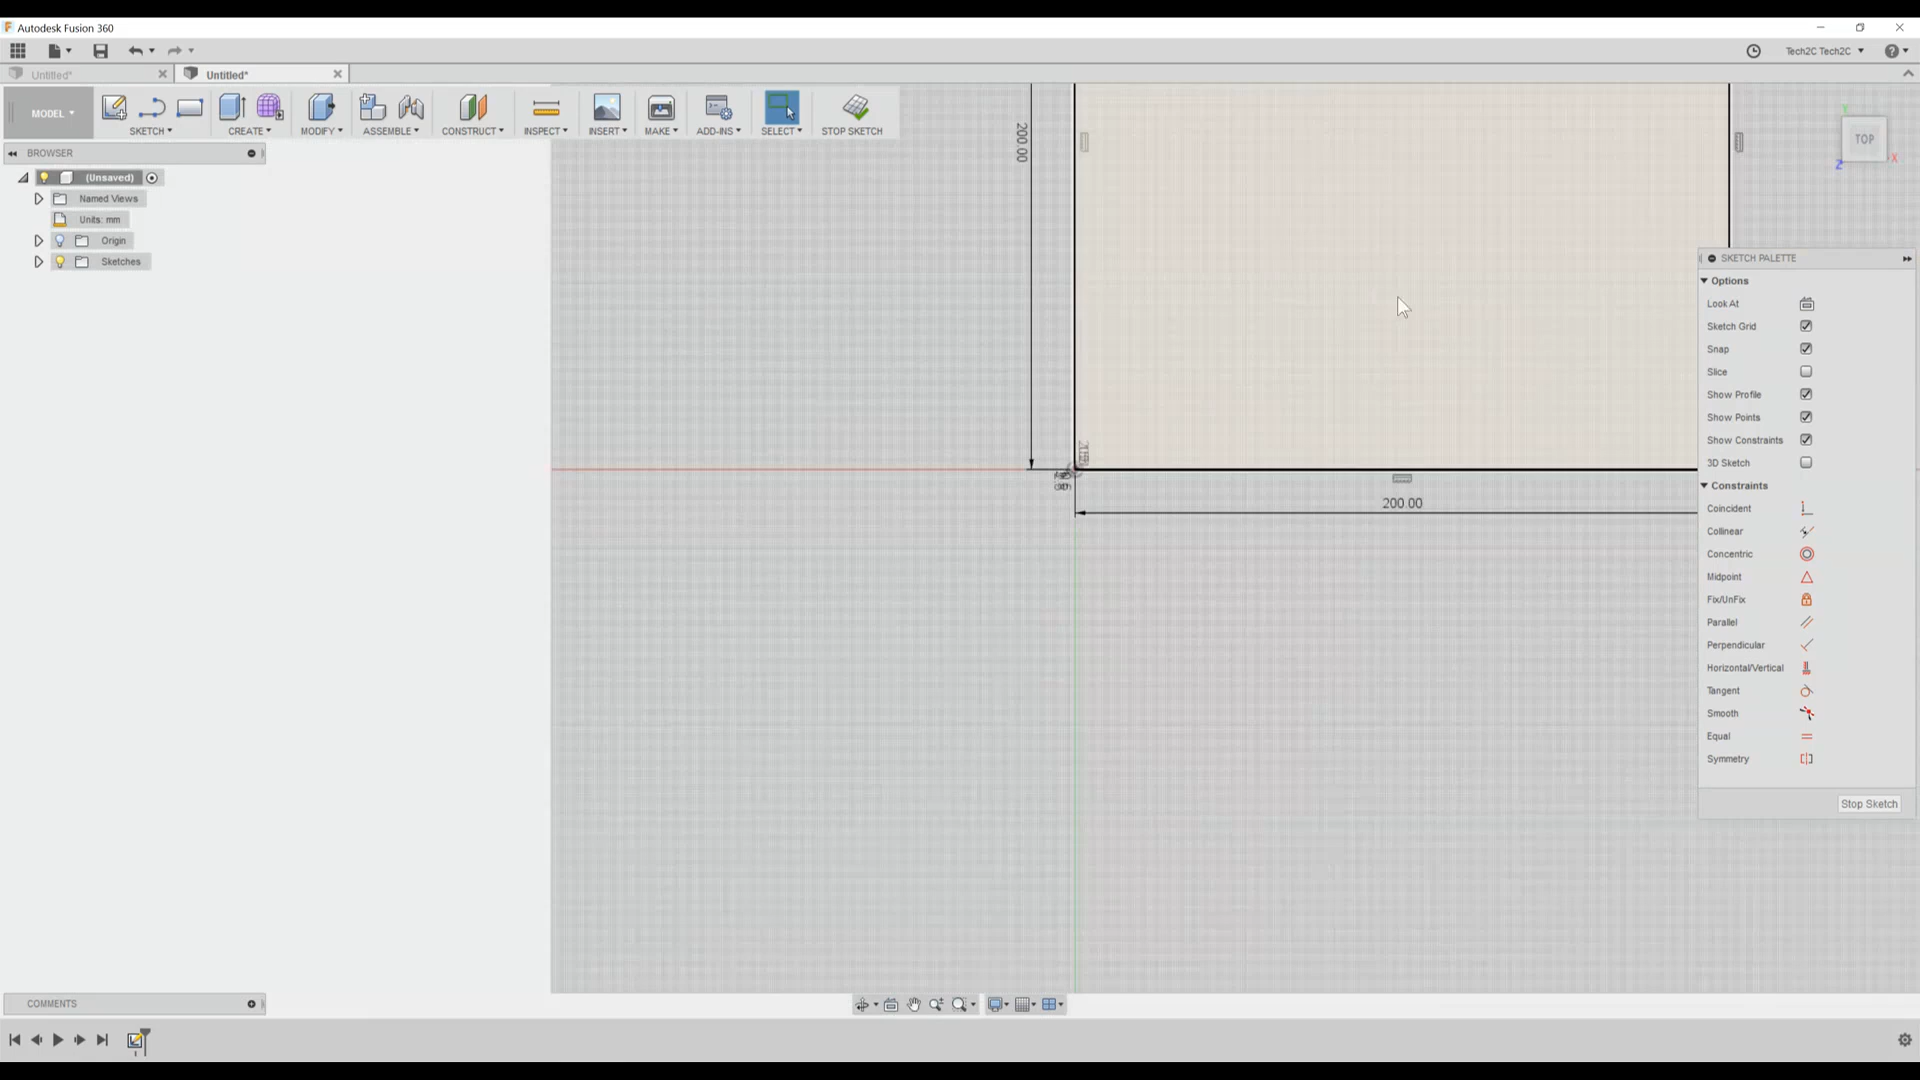 Autodesk Fusion 360
Tech2C Tech2C
Untitled*
Untitled*
MODEL
SKETCH
CREATE
MODIFY
ASSEMBLE
CONSTRUCT
INSPECT
INSERT
MAKE
ADD-INS
SELECT
STOP SKETCH
BROWSER
(Unsaved)
Named Views
Units: mm
Origin
Sketches
200.00
200.00
Y
TOP
X
Z
SKETCH PALETTE
Options
Look At
Sketch Grid
Snap
Slice
Show Profile
Show Points
Show Constraints
3D Sketch
Constraints
Coincident
Collinear
Concentric
Midpoint
Fix/UnFix
Parallel
Perpendicular
Horizontal/Vertical
Tangent
Smooth
Equal
Symmetry
Stop Sketch
COMMENTS